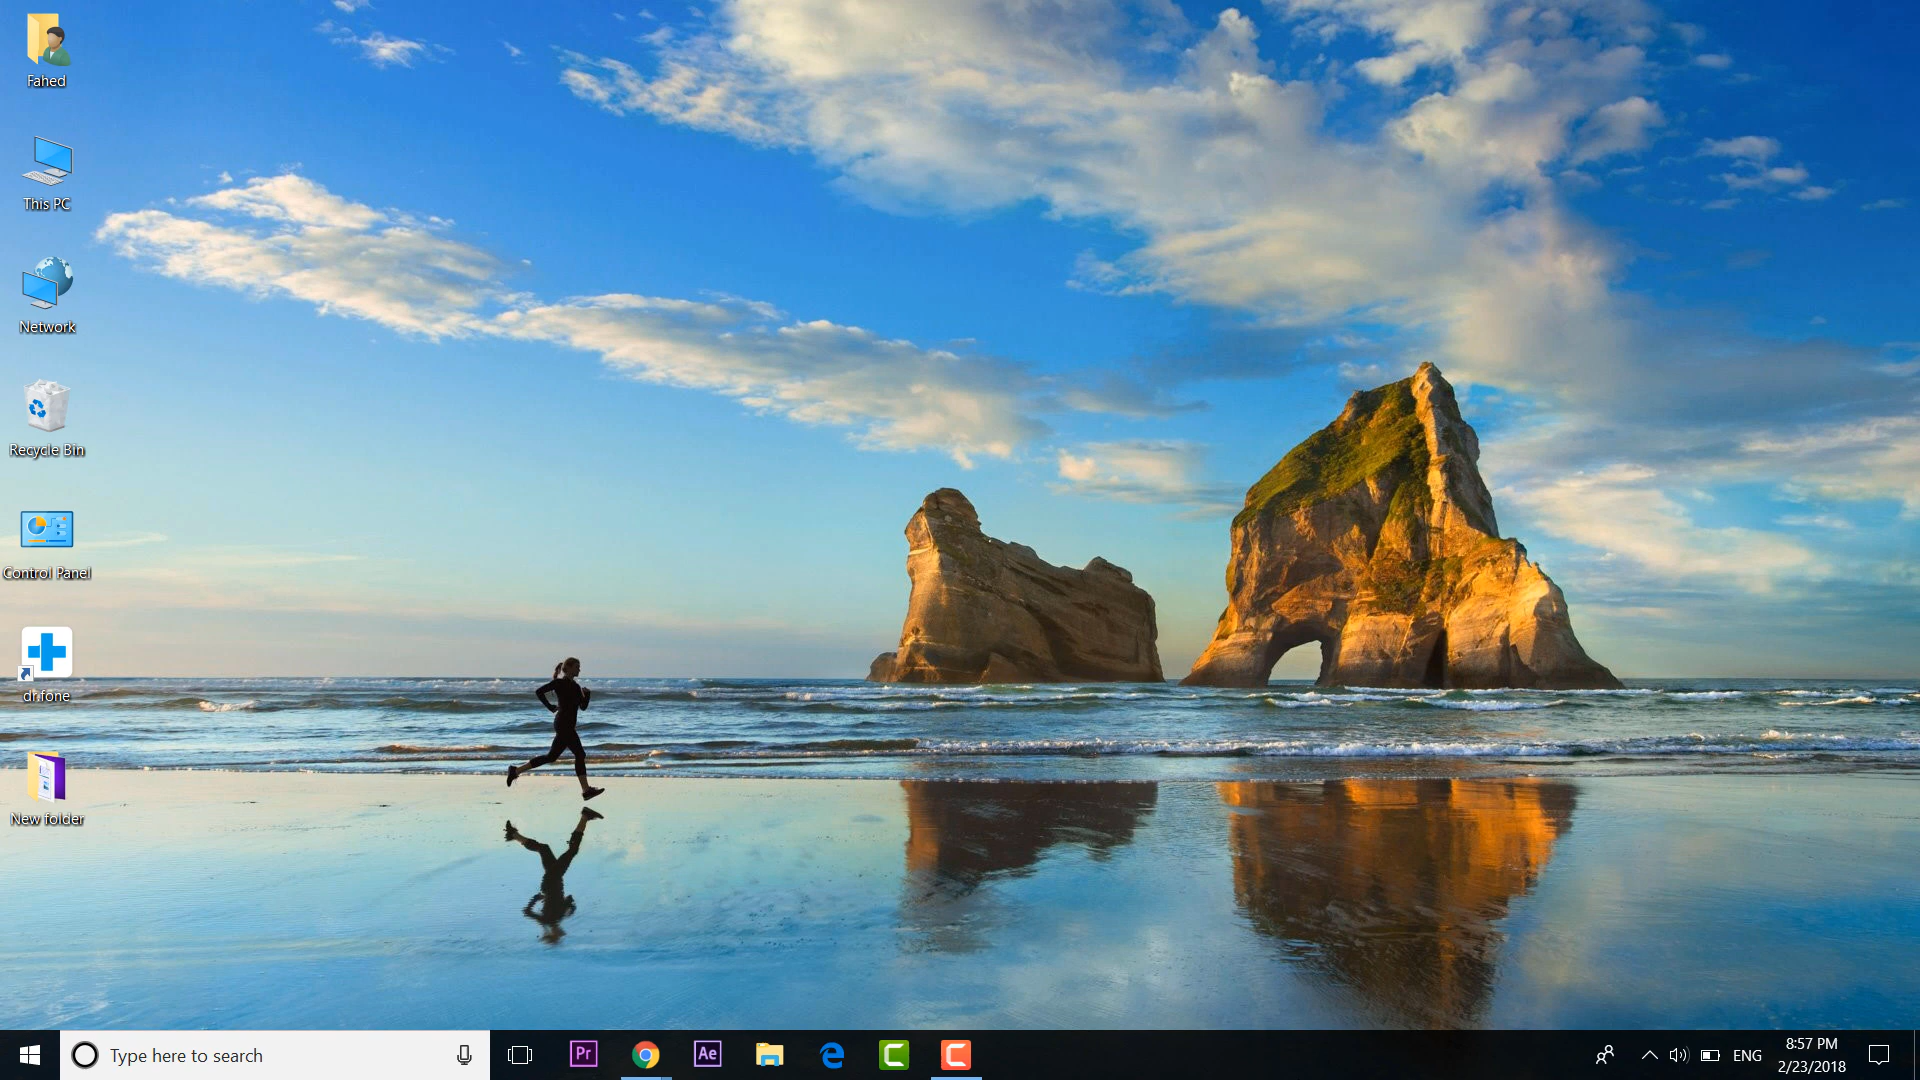 Fahed
This PC
Network
Recycle Bin
Control Panel
dr.fone
New folder
Type here to search
Pr
Ae
ENG
8:57 PM
2/23/2018